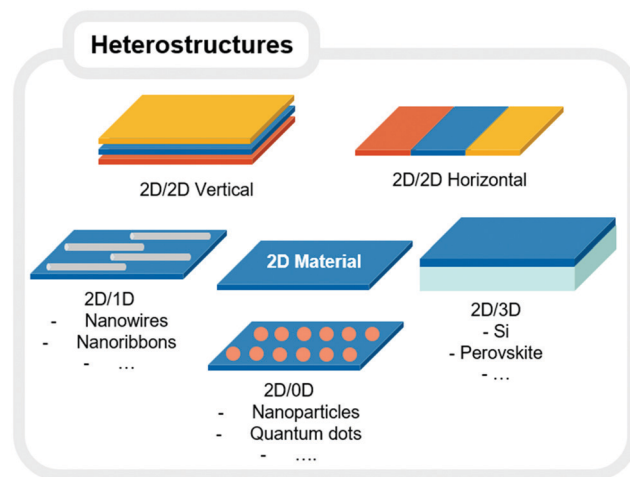 Heterostructures
2D/2D Vertical
2D/2D Horizontal
2D Material
2D/1D
- Nanowires
- Nanoribbons
- ...
2D/3D
- Si
- Perovskite
- ...
2D/0D
- Nanoparticles
- Quantum dots
- ....